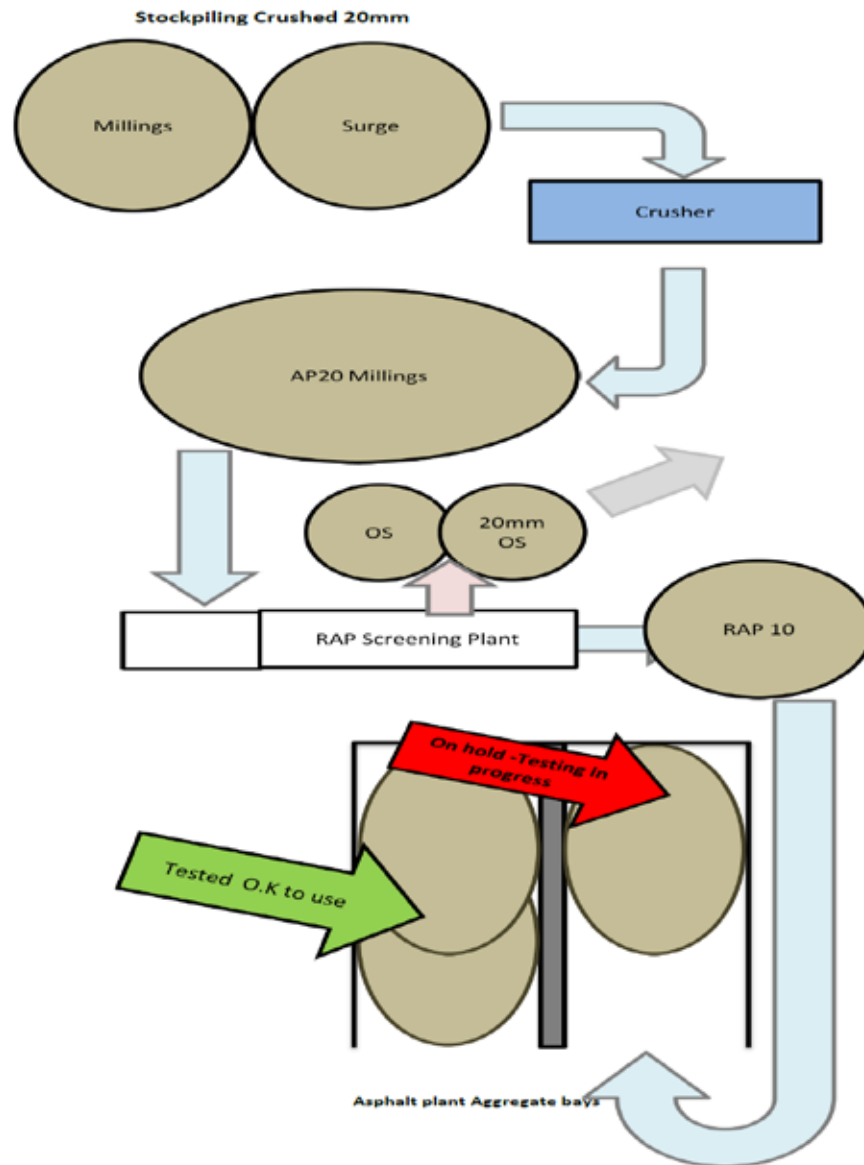 Stockpiling Crushed 20mm
Millings
Surge
Crusher
AP20 Millings
OS
20mm
OS
RAP Screening Plant
RAP 10
On hold -Testing in
progress
Tested O.K to use
Asphalt plant Aggregate bays